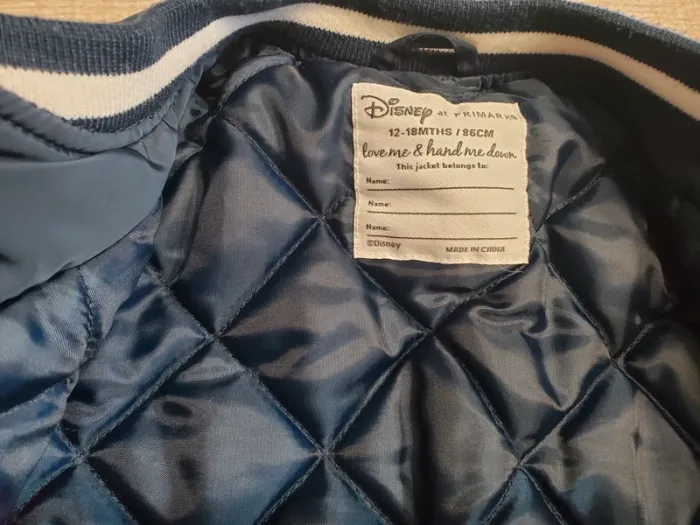 Disney at PRIMARK
12-18MTHS / 86CM
love me & hand me down
This jacket belongs to:
Name:
Name:
Name:
©Disney MADE IN CHINA